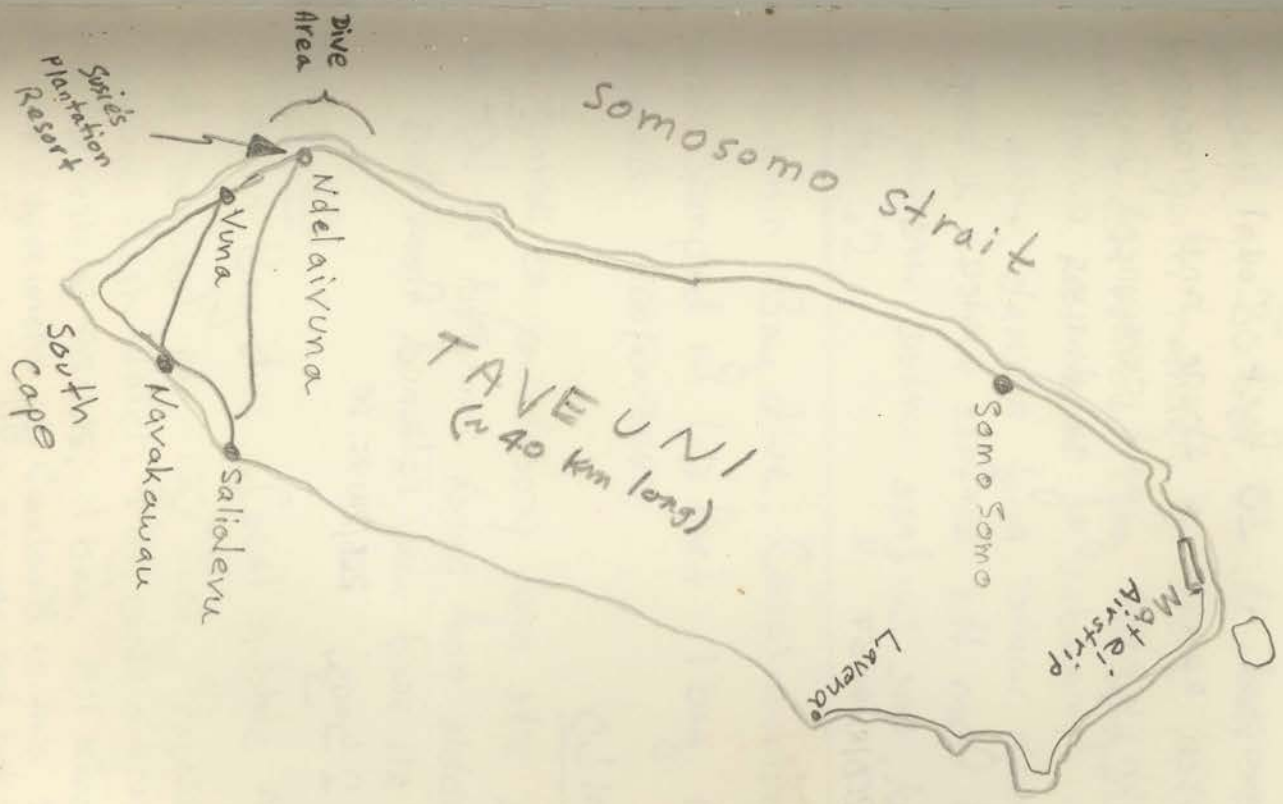 Somosomo strait
Dive
Area
Susie's
plantation
Resort
Ndelaivuna
Vuna
TAVEUNI
(~ 40 km long)
Somo Somo
Matei
Airstrip
Lavena
Salialevu
Navakawau
South
Cape